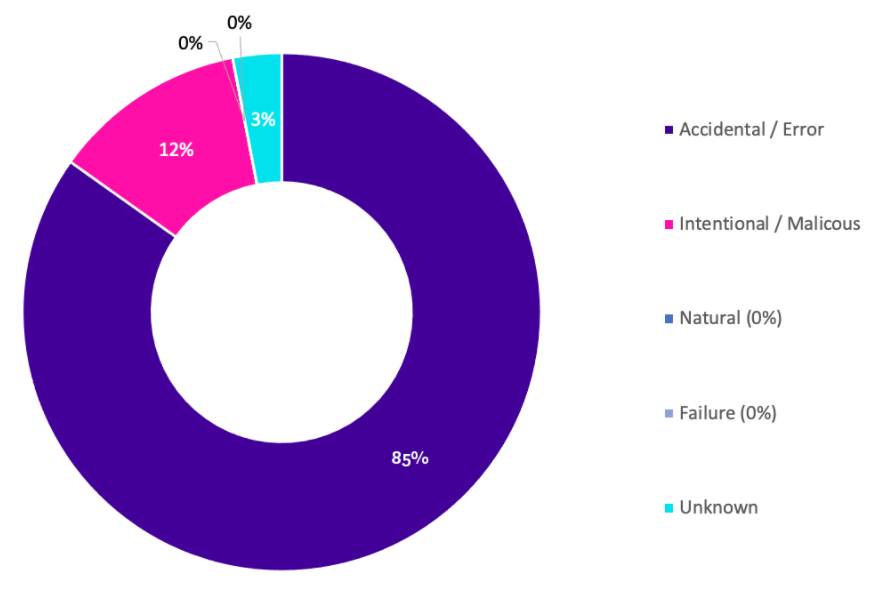 0%
0%
3%
12%
85%
Accidental / Error
Intentional / Malicous
Natural (0%)
Failure (0%)
Unknown